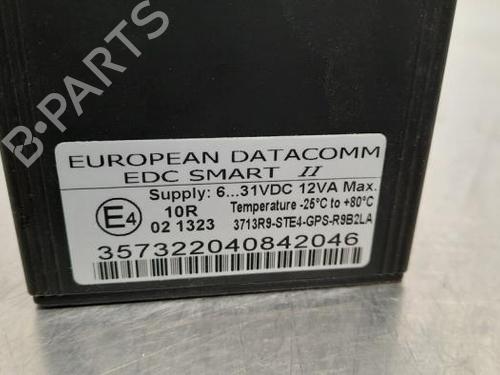 B-PARTS
EUROPEAN DATACOMM
EDC SMART II
Supply: 6...31VDC 12VA Max.
E4 10R Temperature -25°C to +80°C
02 1323 3713R9-STE4-GPS-R9B2LA
357322040842046